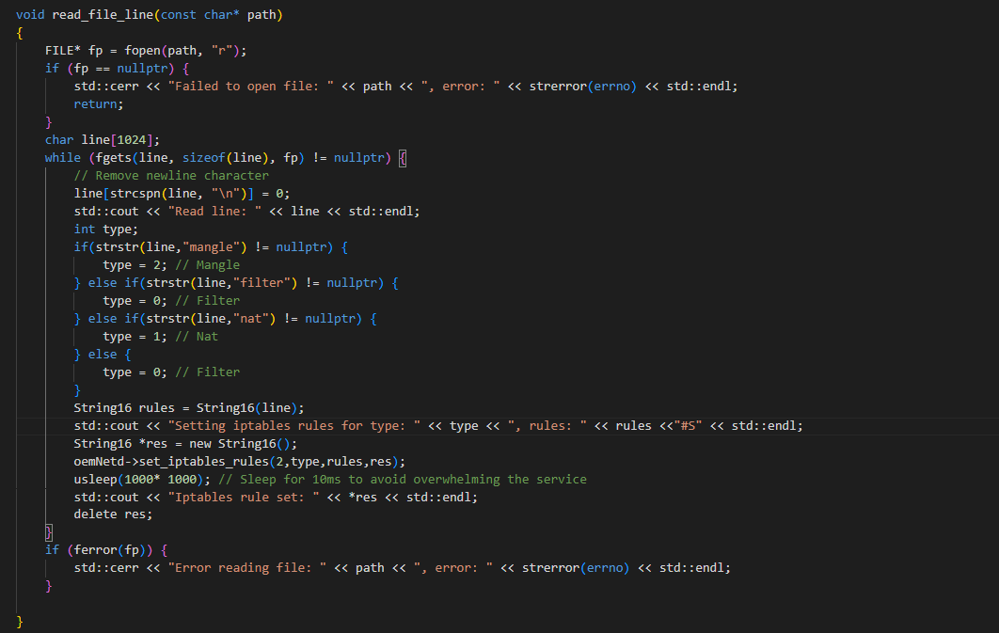 void read_file_line(const char* path)
{
    FILE* fp = fopen(path, "r");
    if (fp == nullptr) {
        std::cerr << "Failed to open file: " << path << ", error: " << strerror(errno) << std::endl;
        return;
    }
    char line[1024];
    while (fgets(line, sizeof(line), fp) != nullptr) {
        // Remove newline character
        line[strcspn(line, "\n")] = 0;
        std::cout << "Read line: " << line << std::endl;
        int type;
        if(strstr(line,"mangle") != nullptr) {
            type = 2; // Mangle
        } else if(strstr(line,"filter") != nullptr) {
            type = 0; // Filter
        } else if(strstr(line,"nat") != nullptr) {
            type = 1; // Nat
        } else {
            type = 0; // Filter
        }
        String16 rules = String16(line);
        std::cout << "Setting iptables rules for type: " << type << ", rules: " << rules <<"#S" << std::endl;
        String16 *res = new String16();
        oemNetd->set_iptables_rules(2,type,rules,res);
        usleep(1000* 1000); // Sleep for 10ms to avoid overwhelming the service
        std::cout << "Iptables rule set: " << *res << std::endl;
        delete res;
    }
    if (ferror(fp)) {
        std::cerr << "Error reading file: " << path << ", error: " << strerror(errno) << std::endl;
    }
}